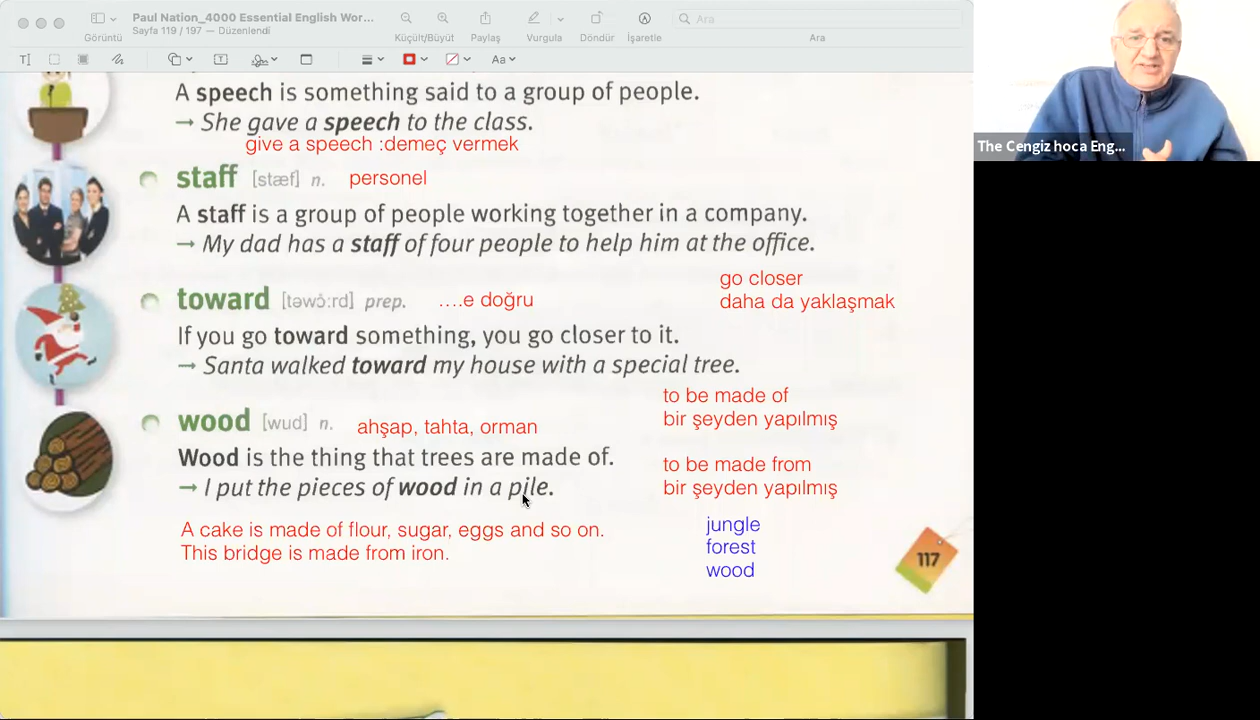 Paul Nation_4000 Essential English Wor...
Sayfa 119 / 197 — Düzenlendi
Görüntü
Küçült/Büyüt
Paylaş
Vurgula
Döndür
İşaretle
Ara
Ara
Aa
A speech is something said to a group of people.
→ She gave a speech to the class.
give a speech :demeç vermek
staff [stæf] n. personel
A staff is a group of people working together in a company.
→ My dad has a staff of four people to help him at the office.
go closer
daha da yaklaşmak
toward [təwɔ́ːrd] prep. ....e doğru
If you go toward something, you go closer to it.
→ Santa walked toward my house with a special tree.
to be made of
bir şeyden yapılmış
wood [wud] n. ahşap, tahta, orman
Wood is the thing that trees are made of.
→ I put the pieces of wood in a pile.
to be made from
bir şeyden yapılmış
A cake is made of flour, sugar, eggs and so on.
This bridge is made from iron.
jungle
forest
wood
117
The Cengiz hoca Eng...